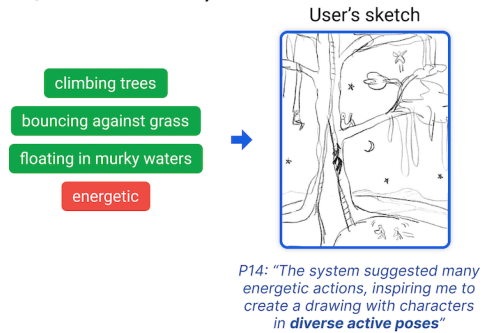 User's sketch
climbing trees
bouncing against grass
floating in murky waters
energetic
P14: “The system suggested many
energetic actions, inspiring me to
create a drawing with characters
in diverse active poses”